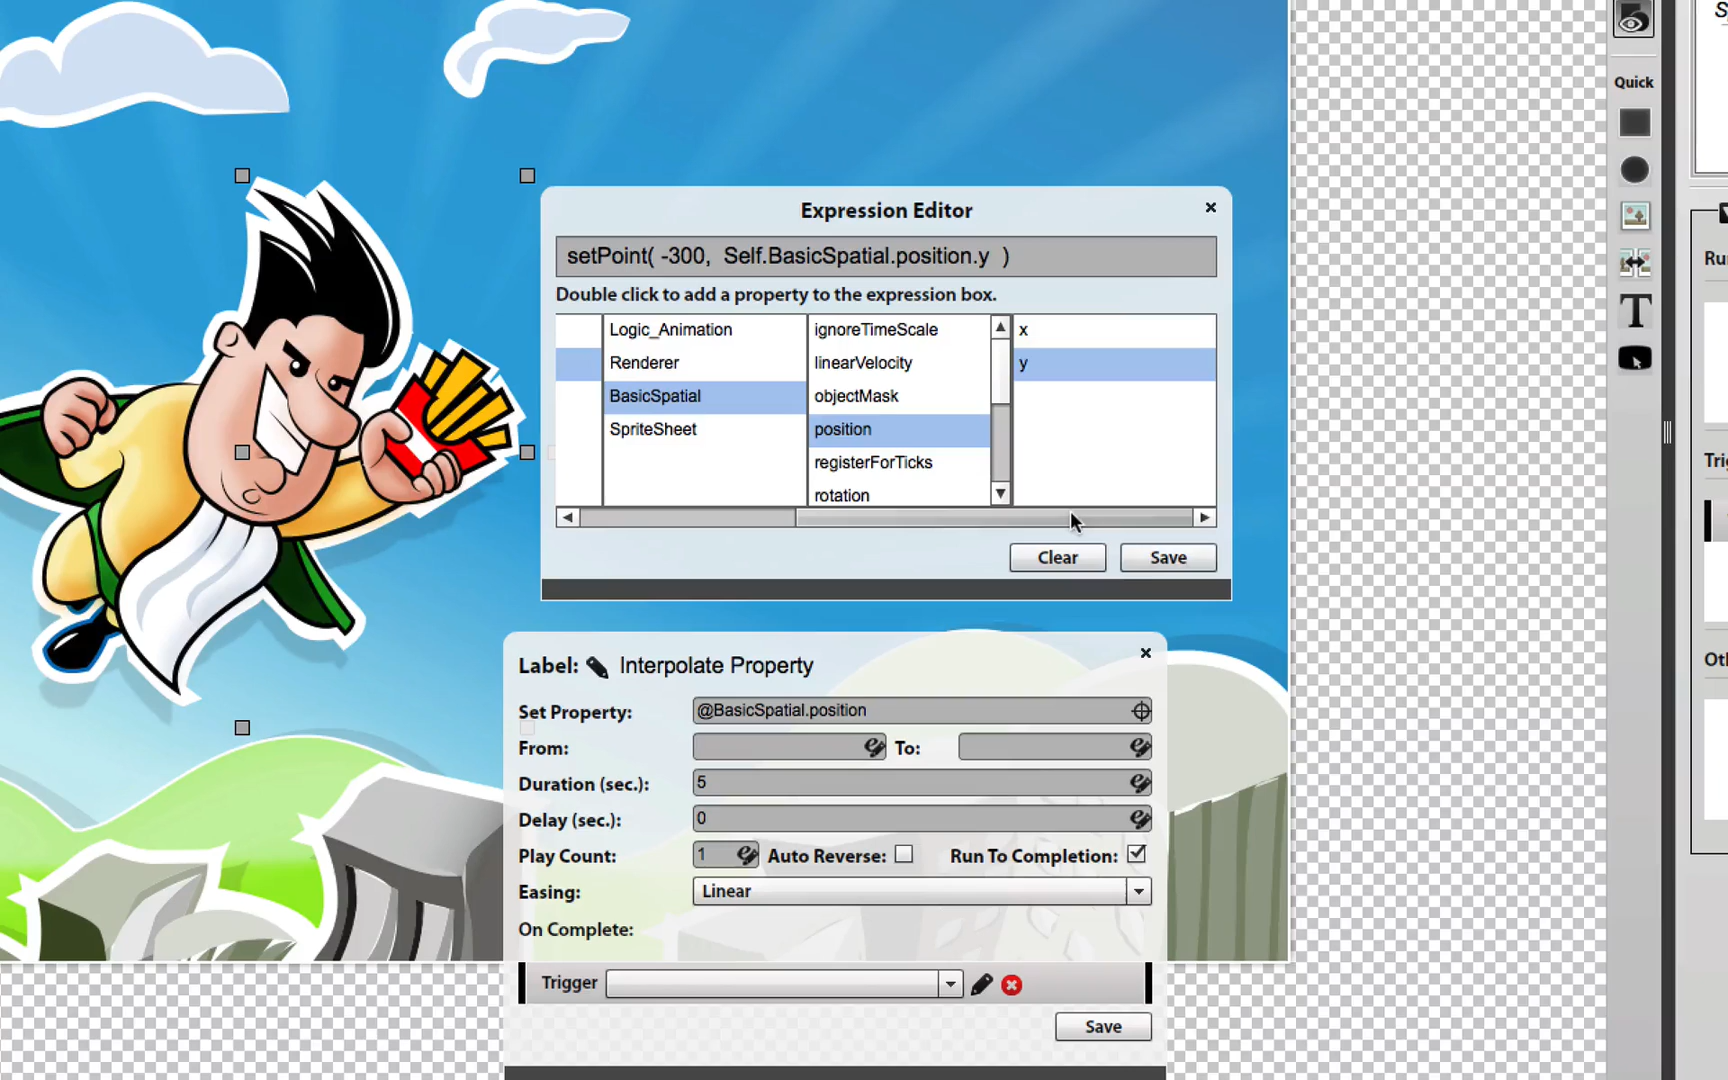 Quick
Expression Editor
setPoint( -300,  Self.BasicSpatial.position.y  )
Double click to add a property to the expression box.
Logic_Animation
ignoreTimeScale
x
Renderer
linearVelocity
y
BasicSpatial
objectMask
SpriteSheet
position
registerForTicks
rotation
Clear
Save
Label: Interpolate Property
Set Property: @BasicSpatial.position
From: To:
Duration (sec.): 5
Delay (sec.): 0
Play Count: 1 Auto Reverse: Run To Completion:
Easing: Linear
On Complete:
Trigger
Save
T